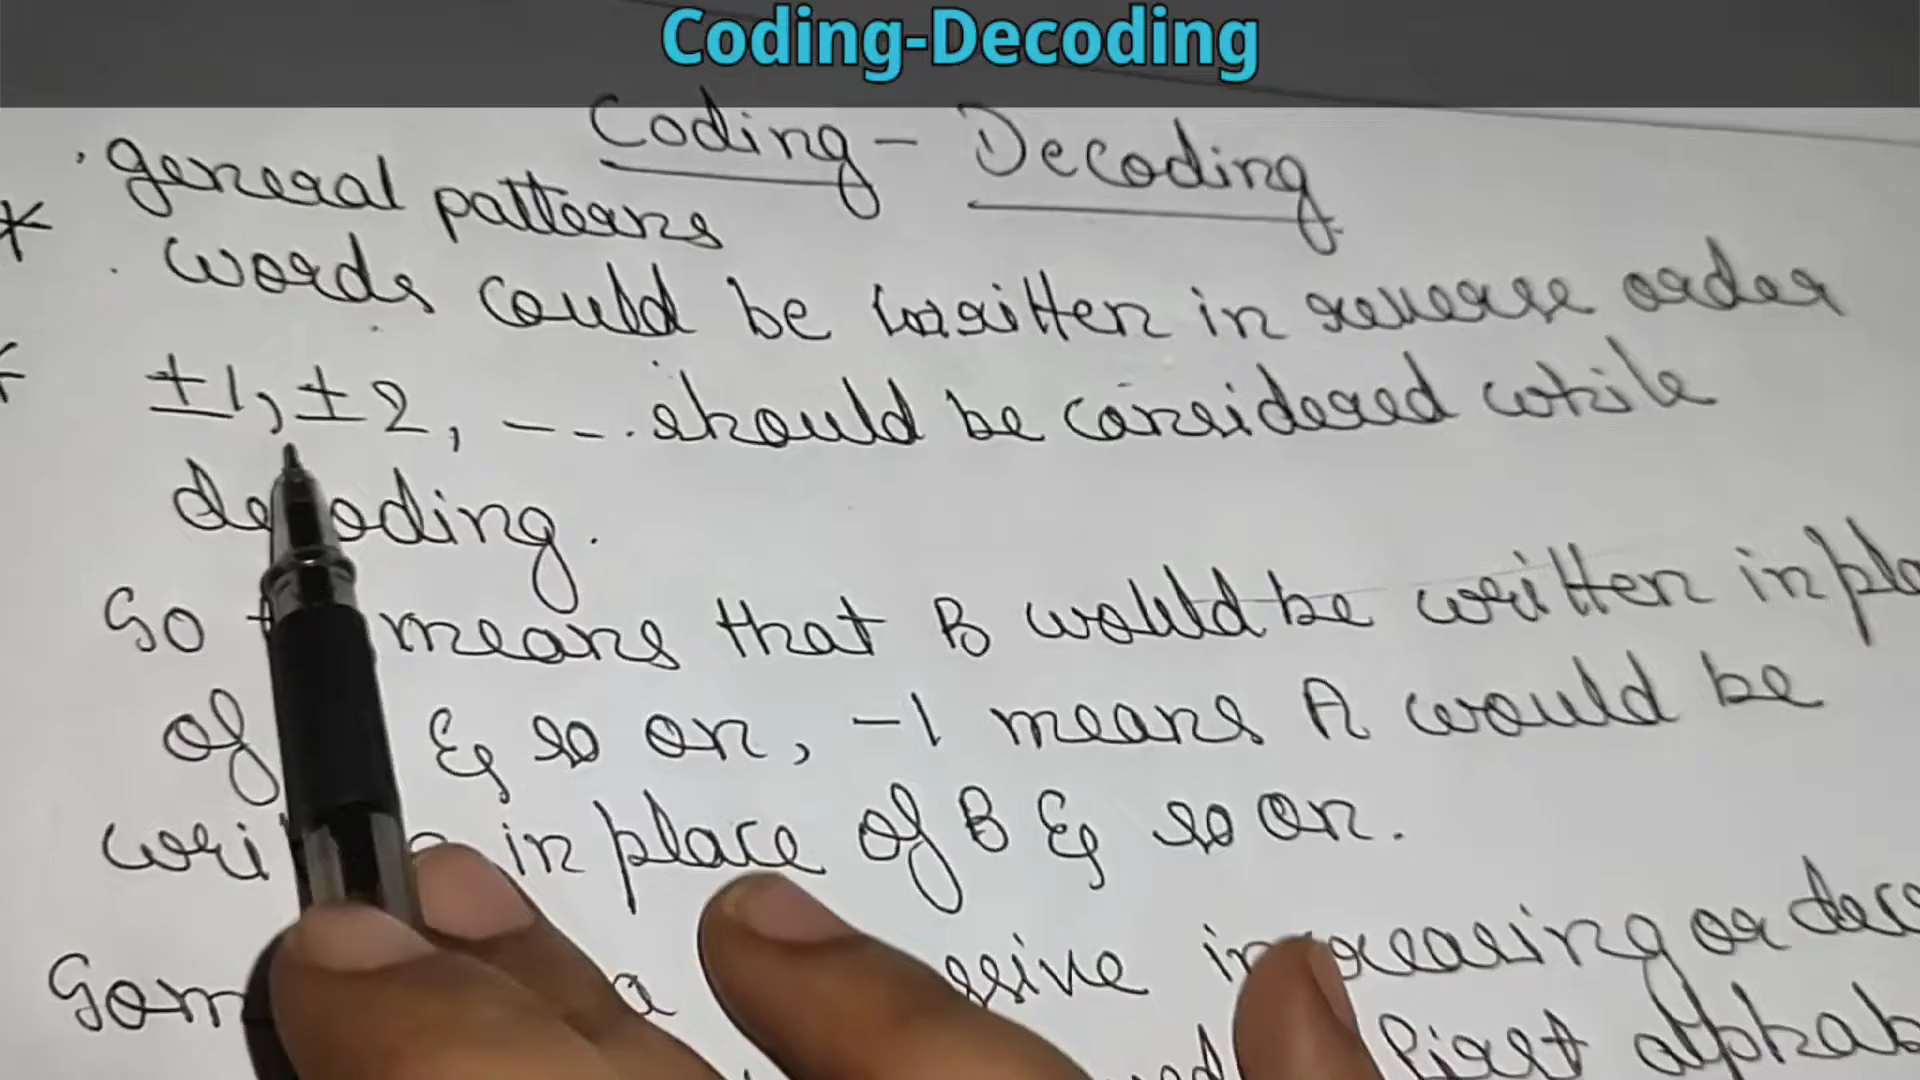 Coding-Decoding
Coding - Decoding
. general patterns
* . words could be written in reverse order
±1, ±2, --- . should be considered while
decoding.
So means that B would be written in
of & so on, -1 means A would be
in place of B & so on.
increasing or
first